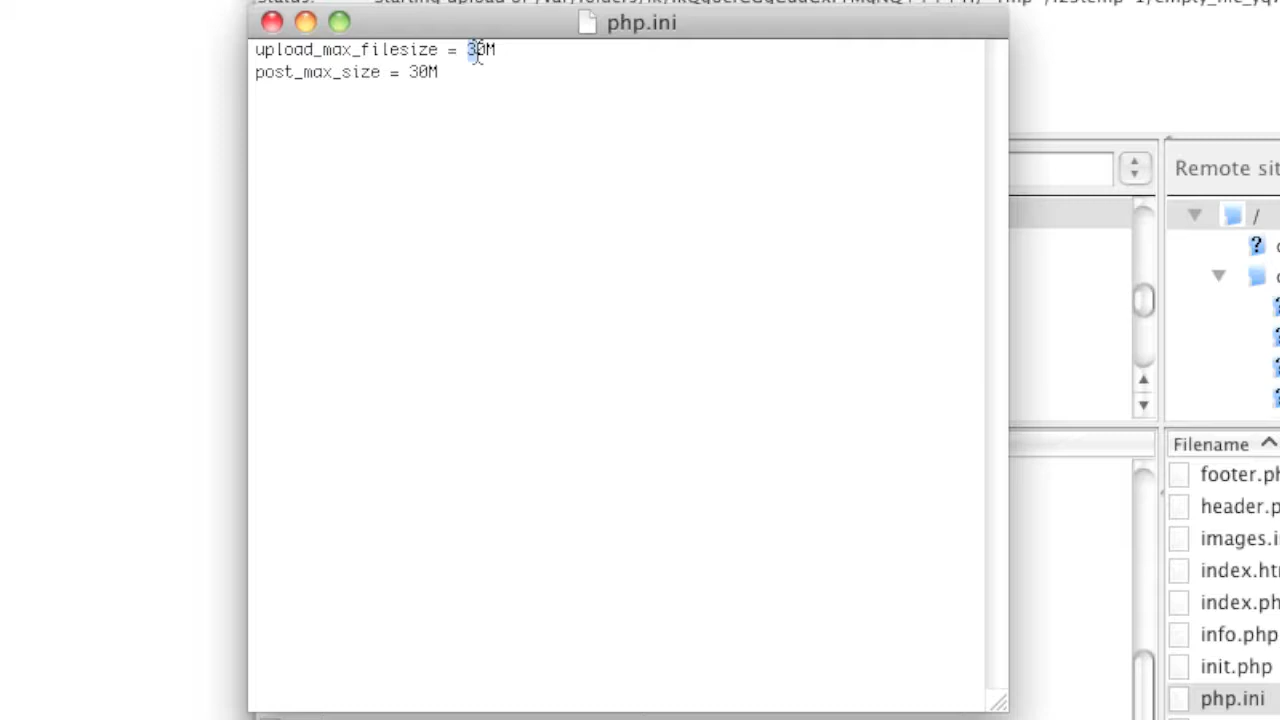 php.ini
upload_max_filesize = 30M
post_max_size = 30M
Remote sit
/
Filename
footer.ph
header.p
images.i
index.ht
index.ph
info.php
init.php
php.ini